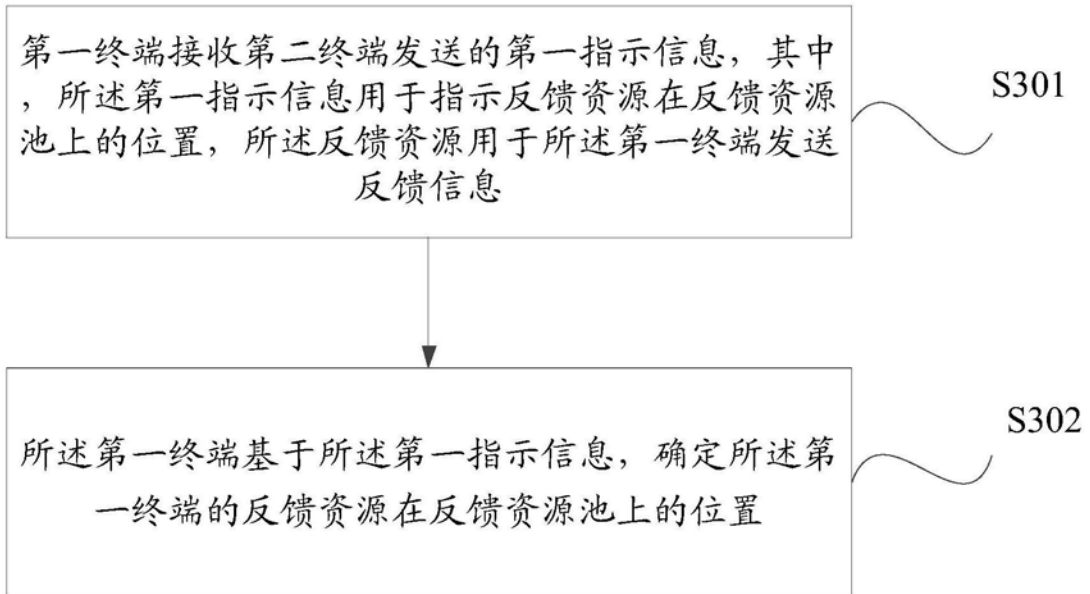 第一终端接收第二终端发送的第一指示信息，其中
，所述第一指示信息用于指示反馈资源在反馈资源
池上的位置，所述反馈资源用于所述第一终端发送
反馈信息
S301
所述第一终端基于所述第一指示信息，确定所述第
一终端的反馈资源在反馈资源池上的位置
S302